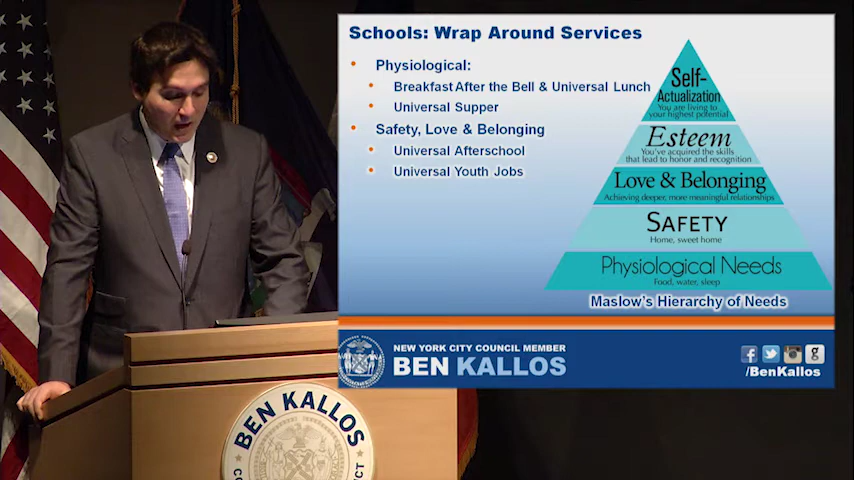 Schools: Wrap Around Services
• Physiological:
• Breakfast After the Bell & Universal Lunch
• Universal Supper
• Safety, Love & Belonging
• Universal Afterschool
• Universal Youth Jobs
Self-
Actualization
You are living to
your highest potential
Esteem
You've acquired the skills
that lead to honor and recognition
Love & Belonging
Achieving deeper, more meaningful relationships
SAFETY
Home, sweet home
Physiological Needs
Food, water, sleep
Maslow's Hierarchy of Needs
NEW YORK CITY COUNCIL MEMBER
BEN KALLOS
/BenKallos
BEN KALLOS